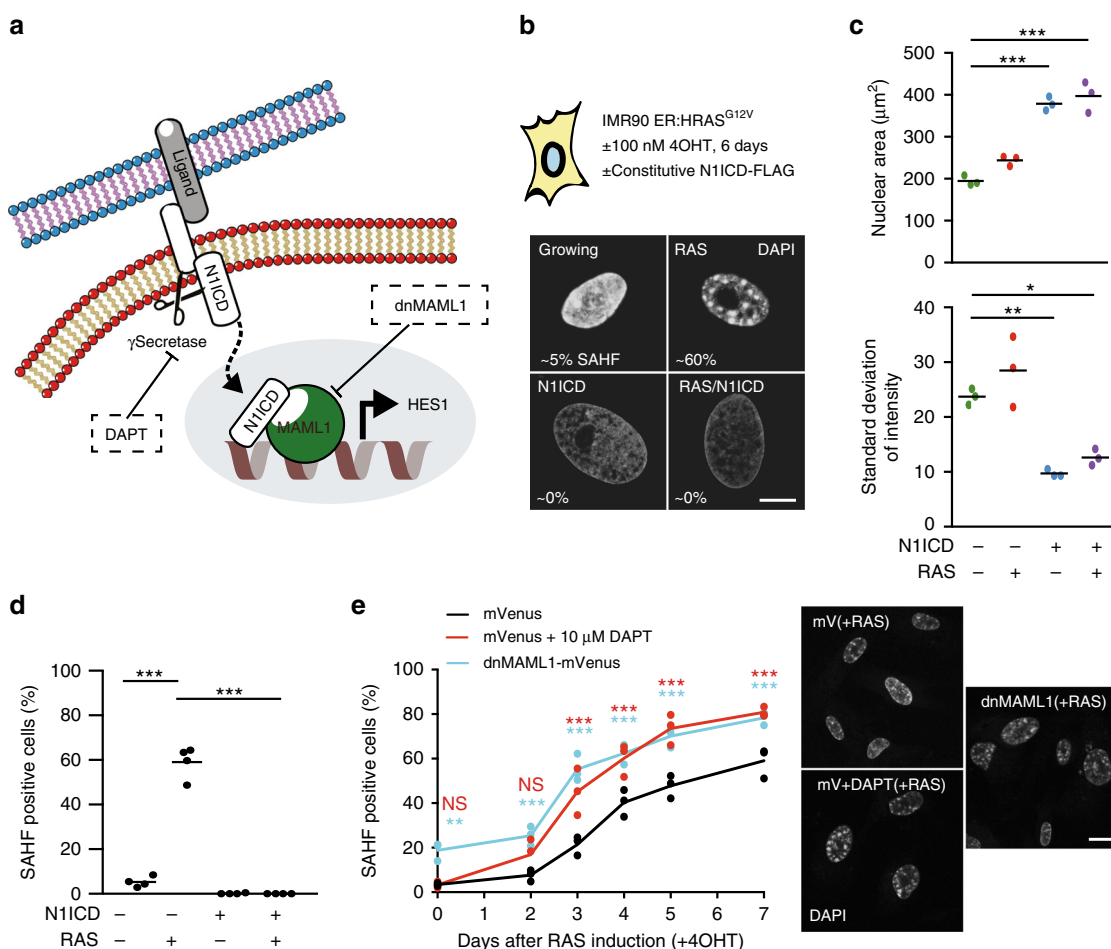 a
Ligand
N1ICD
γSecretase
DAPT
dnMAML1
N1ICD
MAML1
HES1
b
IMR90 ER:HRAS^G12V
±100 nM 4OHT, 6 days
±Constitutive N1ICD-FLAG
Growing
~5% SAHF
RAS DAPI
~60%
N1ICD
~0%
RAS/N1ICD
~0%
c
***
***
500
400
300
200
100
0
Nuclear area (μm²)
*
**
40
30
20
10
0
Standard deviation
of intensity
N1ICD – – + +
RAS – + – +
d
*** ***
100
80
60
40
20
0
SAHF positive cells (%)
N1ICD – – + +
RAS – + – +
e
mVenus
mVenus + 10 μM DAPT
dnMAML1-mVenus
100
80
60
40
20
0
SAHF positive cells (%)
NS NS *** *** *** ***
** *** *** *** *** ***
0 2 3 4 5 7
Days after RAS induction (+4OHT)
mV(+RAS)
mV+DAPT(+RAS)
DAPI
dnMAML1(+RAS)